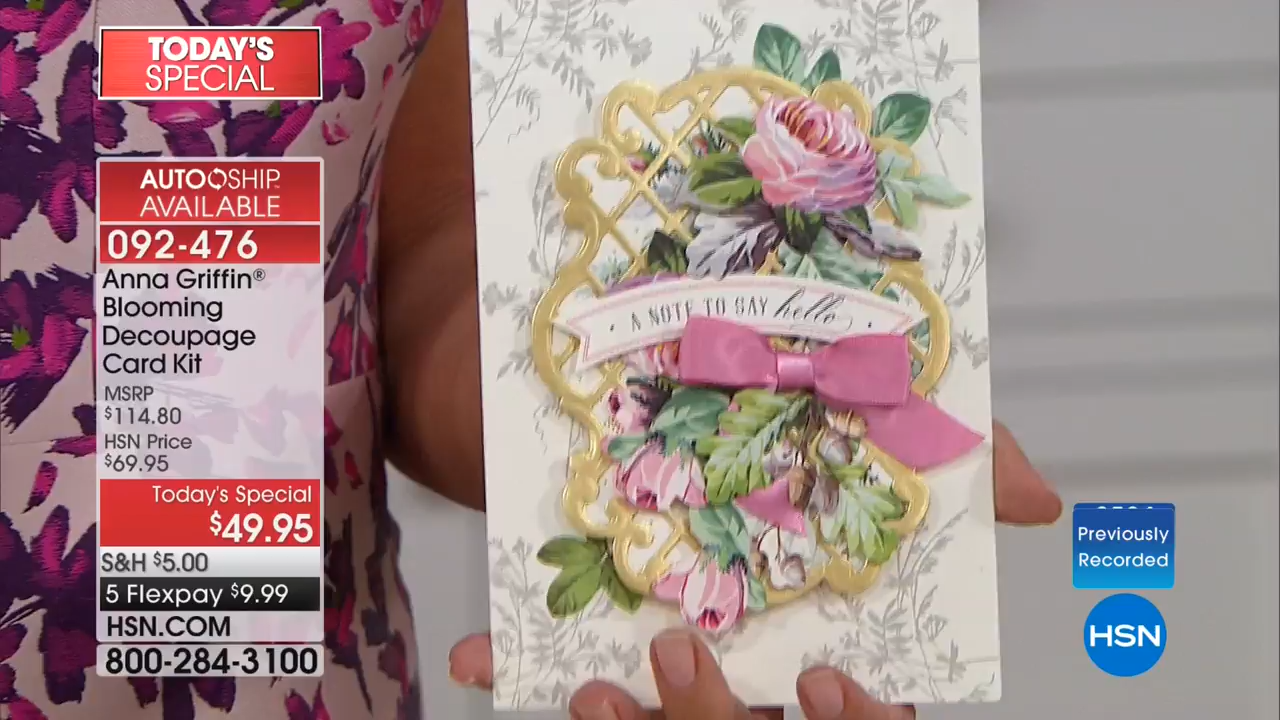 TODAY'S
SPECIAL
AUTOSHIP™
AVAILABLE
092-476
Anna Griffin®
Blooming
Decoupage
Card Kit
MSRP
$114.80
HSN Price
$69.95
Today's Special
$49.95
S&H $5.00
5 Flexpay $9.99
HSN.COM
800-284-3100
A NOTE TO SAY hello
Previously
Recorded
HSN